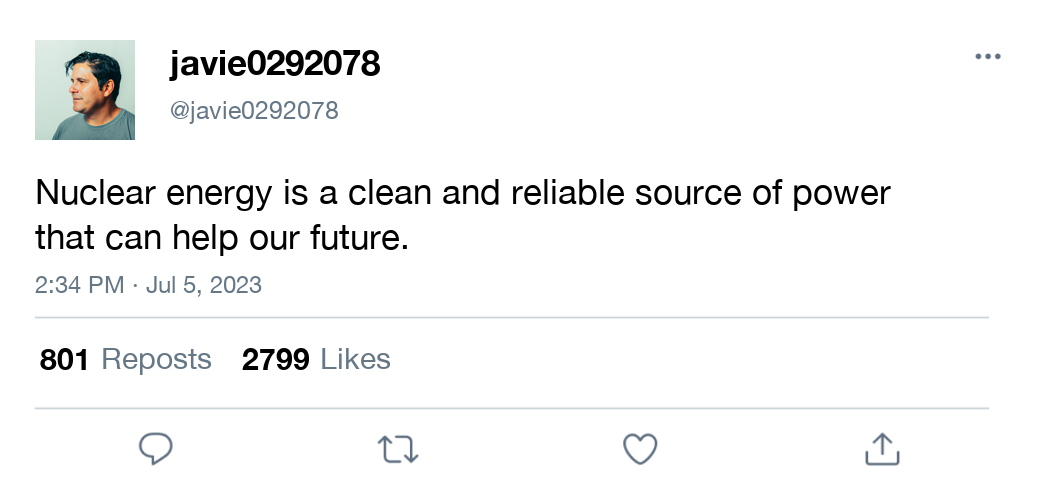 javie0292078
@javie0292078
Nuclear energy is a clean and reliable source of power
that can help our future.
2:34 PM · Jul 5, 2023
801 Reposts 2799 Likes